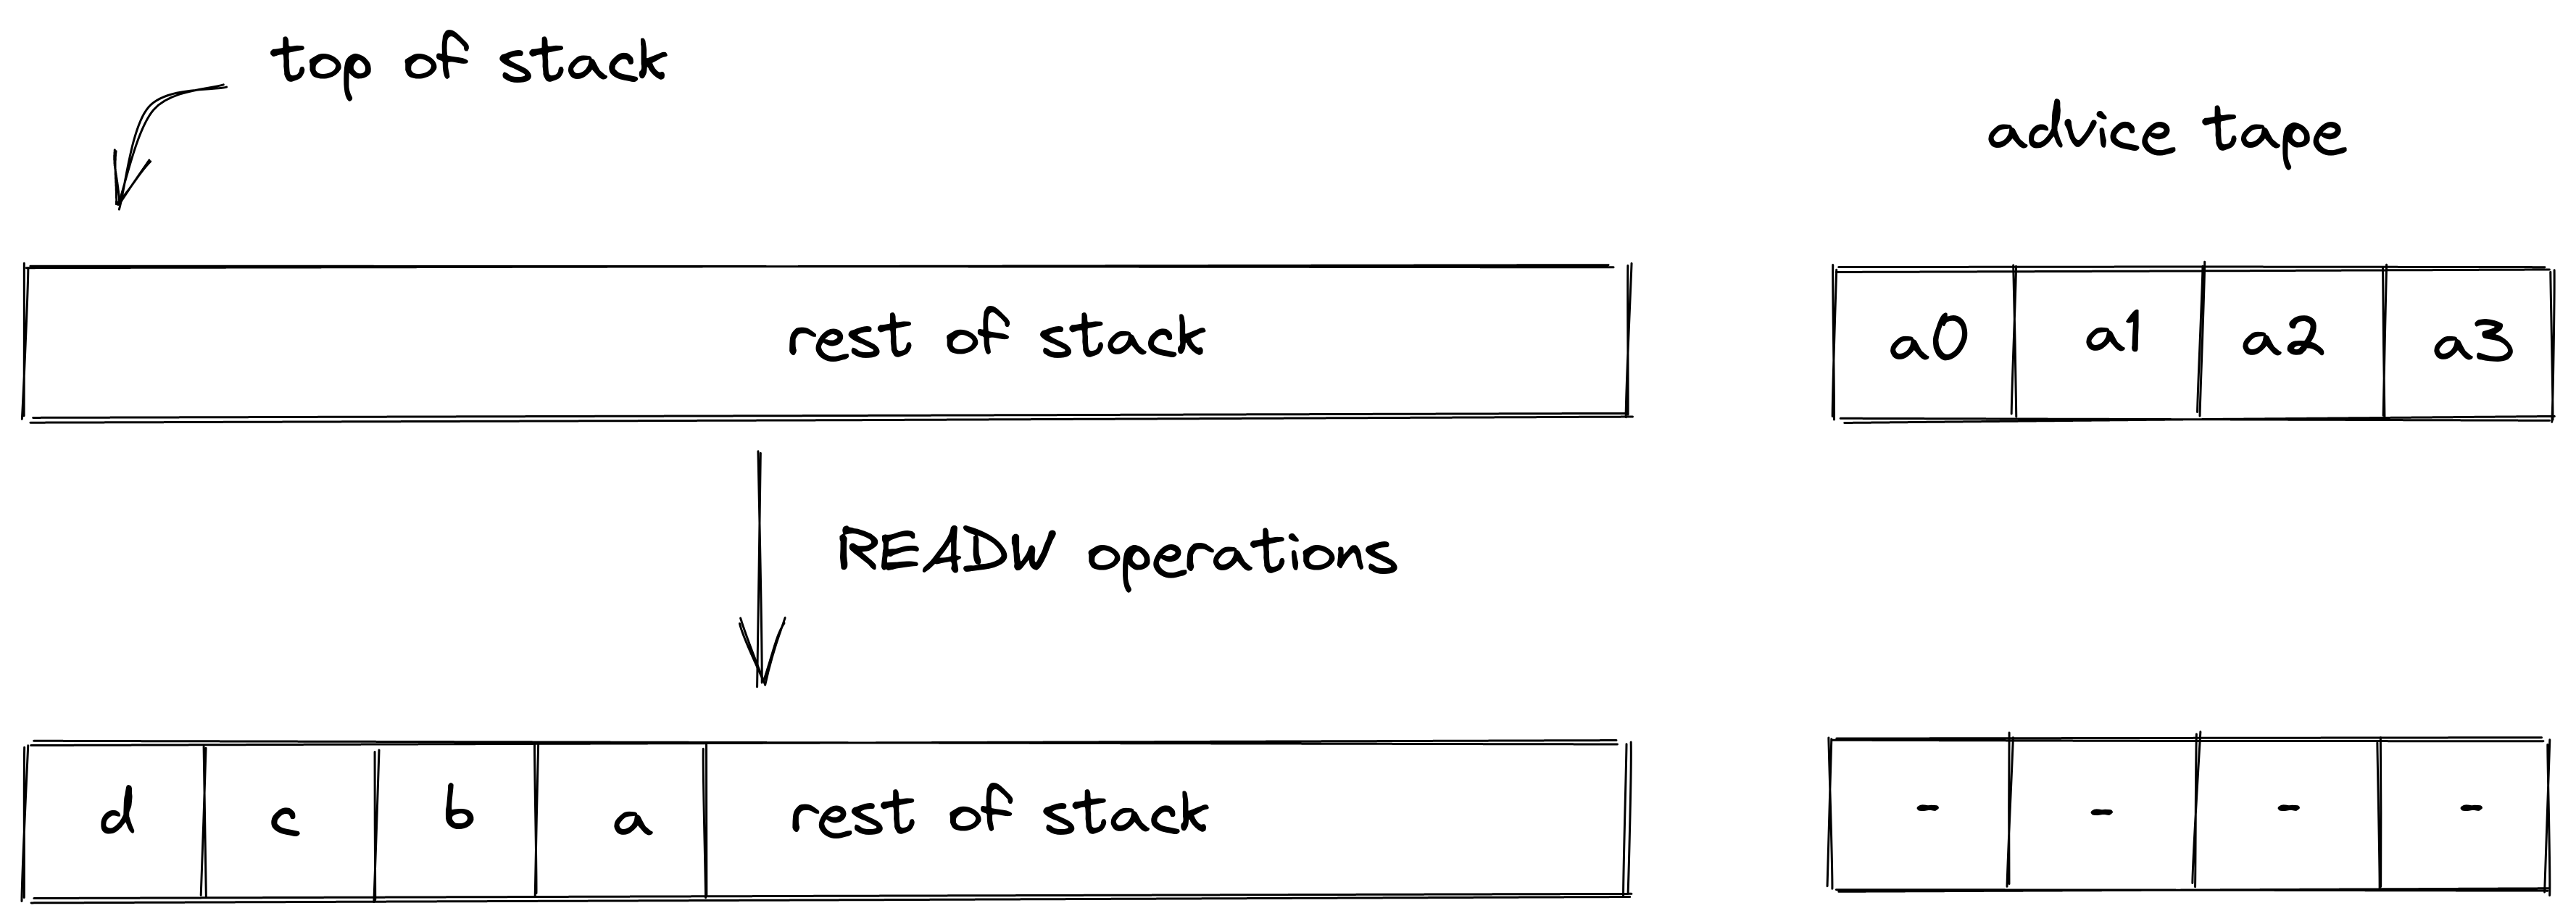 top of stack
advice tape
rest of stack
a0 a1 a2 a3
READW operations
d c b a rest of stack
- - - -